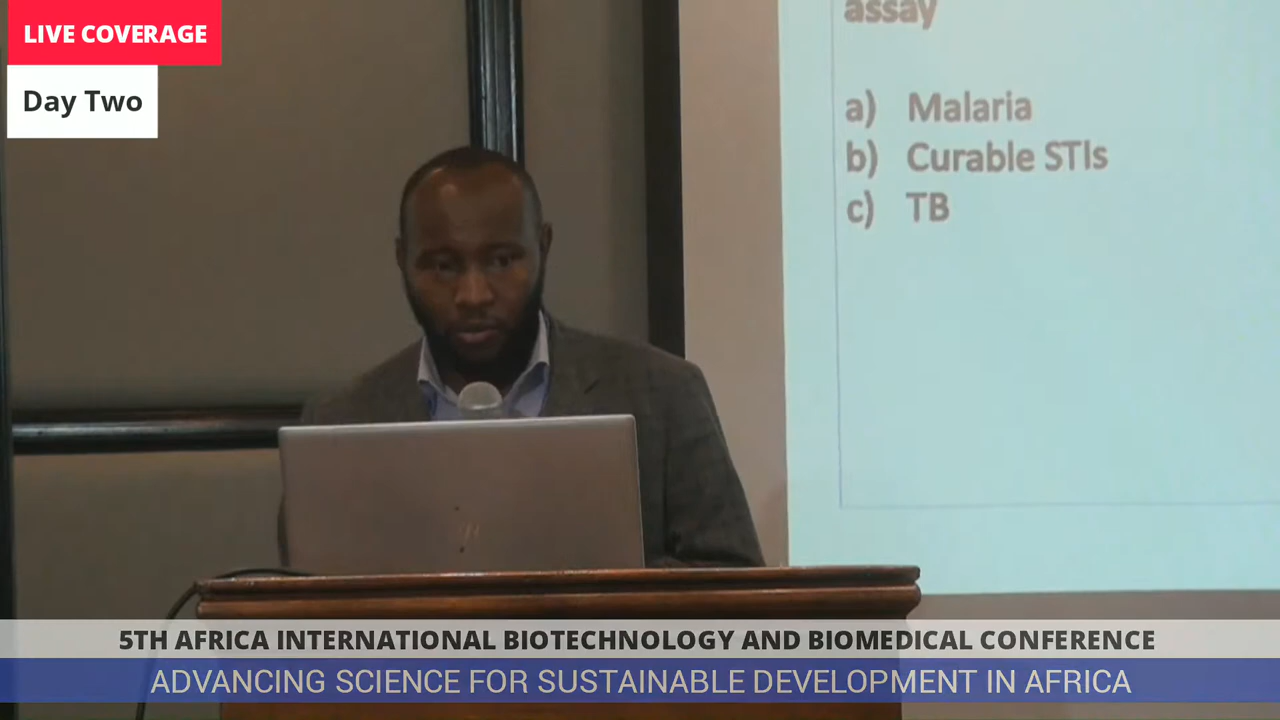 LIVE COVERAGE
Day Two
assay
a) Malaria
b) Curable STIs
c) TB
5TH AFRICA INTERNATIONAL BIOTECHNOLOGY AND BIOMEDICAL CONFERENCE
ADVANCING SCIENCE FOR SUSTAINABLE DEVELOPMENT IN AFRICA